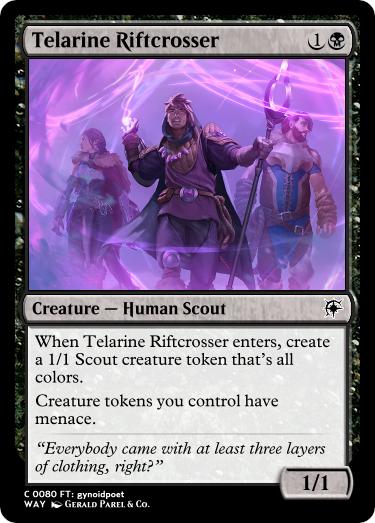 Telarine Riftcrosser 1
Creature — Human Scout
When Telarine Riftcrosser enters, create
a 1/1 Scout creature token that's all
colors.
Creature tokens you control have
menace.
“Everybody came with at least three layers
of clothing, right?”
1/1
C 0080 FT: gynoidpoet
WAY GERALD PAREL & CO.